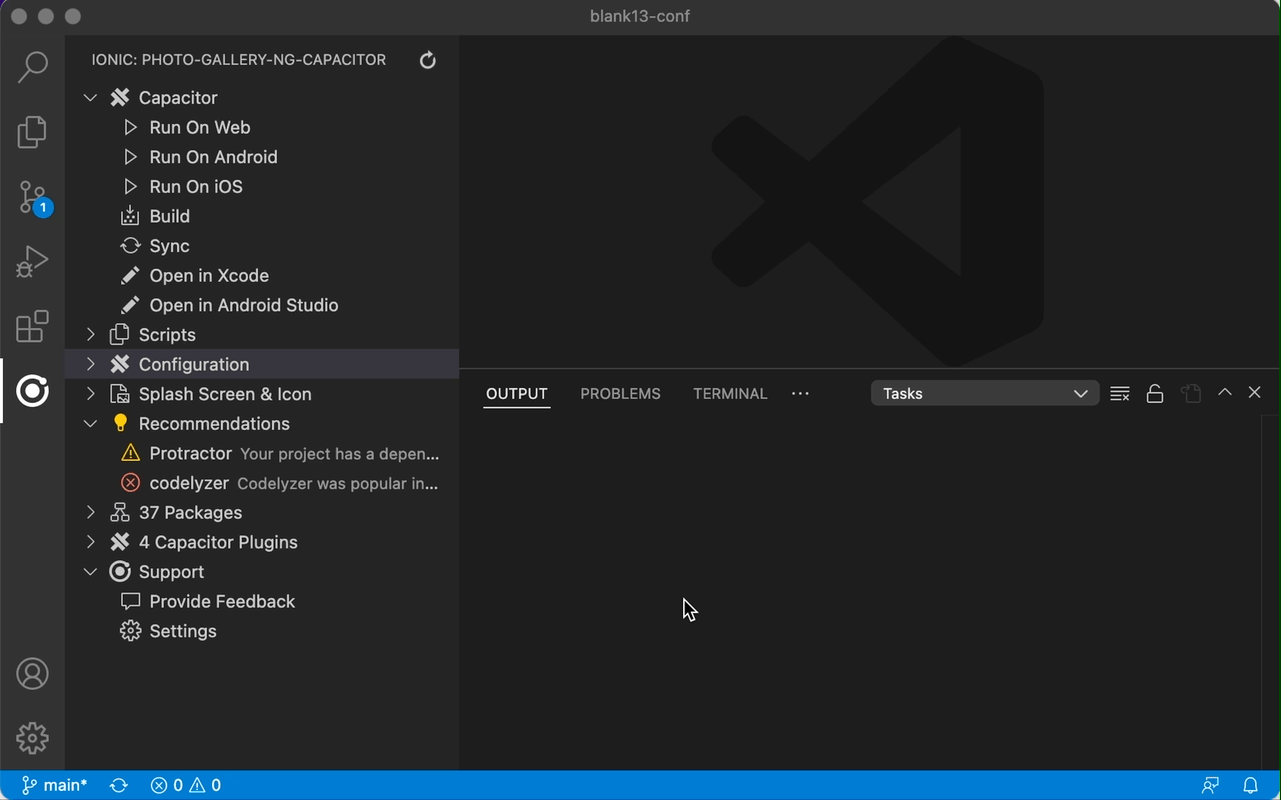 blank13-conf
IONIC: PHOTO-GALLERY-NG-CAPACITOR
Capacitor
Run On Web
Run On Android
Run On iOS
Build
Sync
Open in Xcode
Open in Android Studio
Scripts
Configuration
Splash Screen & Icon
Recommendations
Protractor Your project has a depen...
codelyzer Codelyzer was popular in...
37 Packages
4 Capacitor Plugins
Support
Provide Feedback
Settings
1
OUTPUT PROBLEMS TERMINAL ··· Tasks
main* 0 0